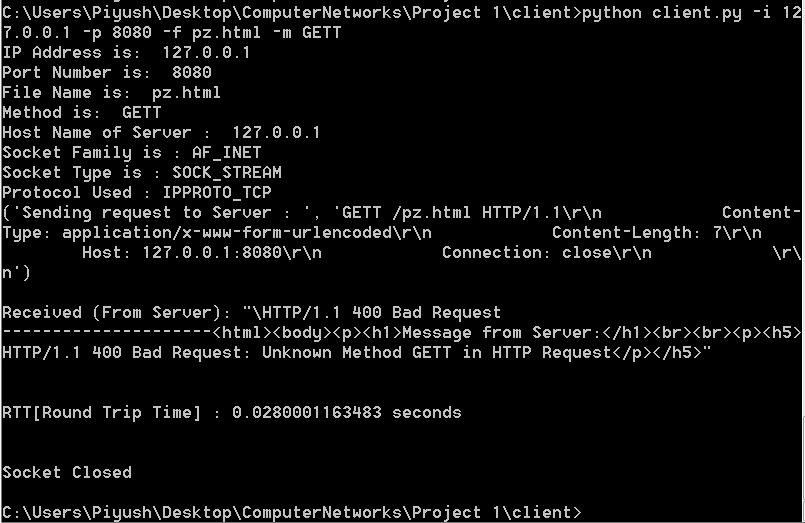 C:\Users\Piyush\Desktop\ComputerNetworks\Project 1\client>python client.py -i 12
7.0.0.1 -p 8080 -f pz.html -m GETT
IP Address is:  127.0.0.1
Port Number is:  8080
File Name is:  pz.html
Method is:  GETT
Host Name of Server :  127.0.0.1
Socket Family is : AF_INET
Socket Type is : SOCK_STREAM
Protocol Used : IPPROTO_TCP
('Sending request to Server : ', 'GETT /pz.html HTTP/1.1\r\n            Content-
Type: application/x-www-form-urlencoded\r\n            Content-Length: 7\r\n
        Host: 127.0.0.1:8080\r\n            Connection: close\r\n            \r\
n')
Received (From Server): "\HTTP/1.1 400 Bad Request
---------------------<html><body><p><h1>Message from Server:</h1><br><br><p><h5>
HTTP/1.1 400 Bad Request: Unknown Method GETT in HTTP Request</p></h5>"
RTT[Round Trip Time] : 0.0280001163483 seconds
Socket Closed
C:\Users\Piyush\Desktop\ComputerNetworks\Project 1\client>